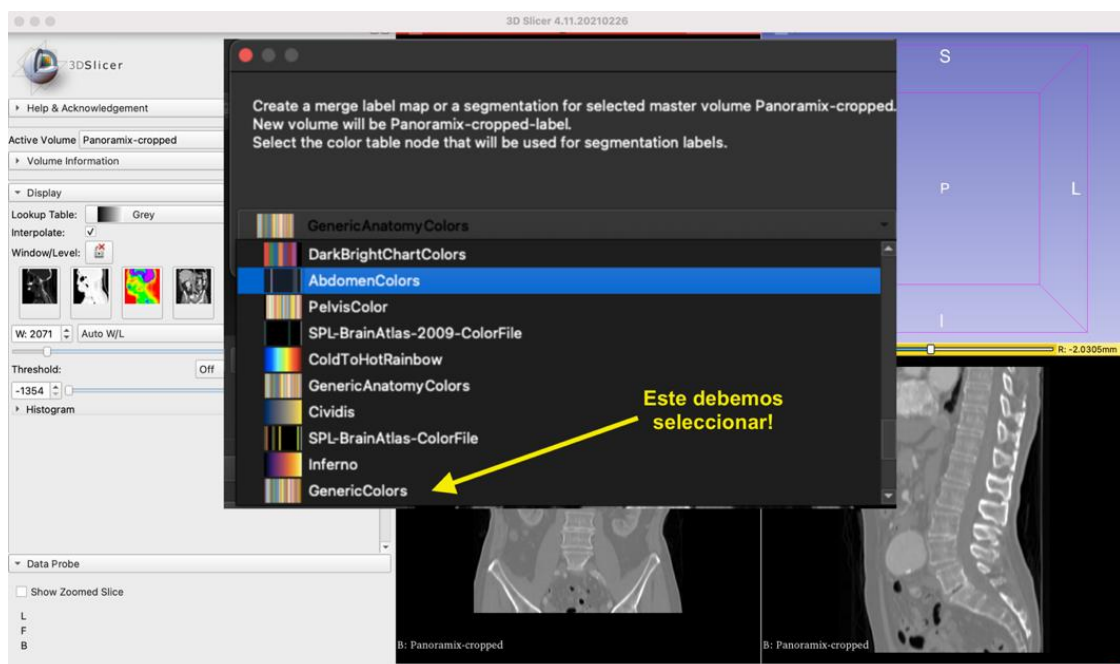 3D Slicer 4.11.20210226
3DSlicer
Help & Acknowledgement
Active Volume Panoramix-cropped
Volume Information
Display
Lookup Table: Grey
Interpolate:
Window/Level:
W: 2071 Auto W/L
Threshold: Off
-1354
Histogram
Data Probe
Show Zoomed Slice
L
F
B
Create a merge label map or a segmentation for selected master volume Panoramix-cropped.
New volume will be Panoramix-cropped-label.
Select the color table node that will be used for segmentation labels.
GenericAnatomyColors
DarkBrightChartColors
AbdomenColors
PelvisColor
SPL-BrainAtlas-2009-ColorFile
ColdToHotRainbow
GenericAnatomyColors
Cividis
SPL-BrainAtlas-ColorFile
Inferno
GenericColors
Este debemos
seleccionar!
S
P
L
I
R: -2.0305mm
B: Panoramix-cropped
B: Panoramix-cropped